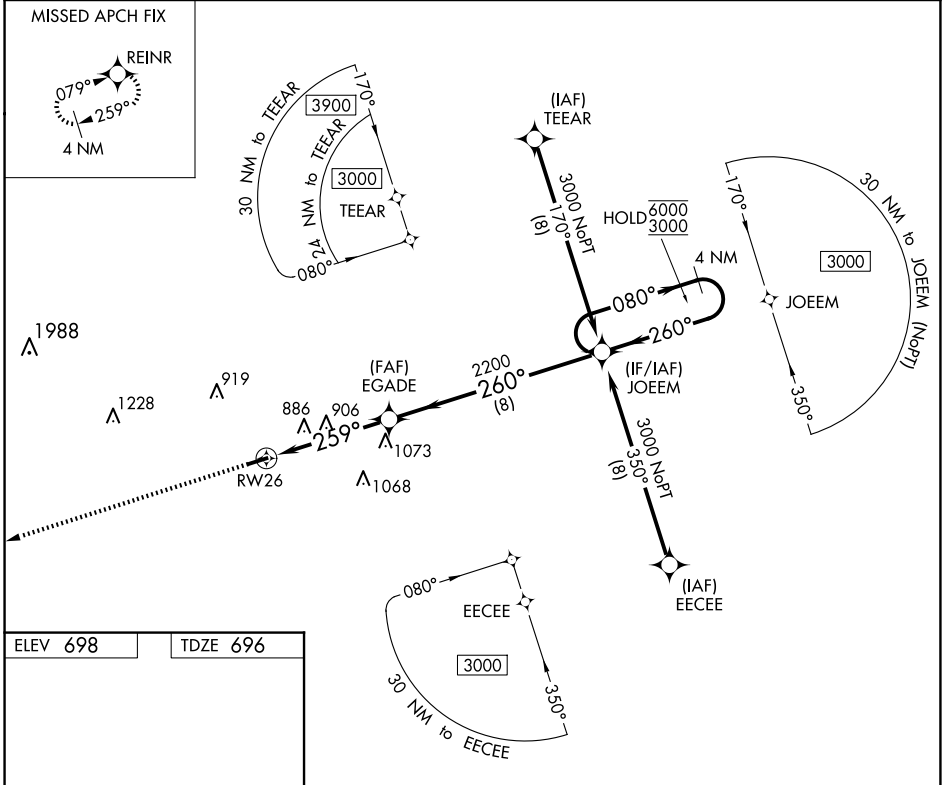 MISSED APCH FIX
REINR
079°
259°
4 NM
30 NM to TEEAR
3900
170°
24 NM to TEEAR
3000
TEEAR
080°
(IAF)
TEEAR
3000 NoPT
170°
(8)
HOLD 6000
3000
4 NM
080°
260°
(IF/IAF)
JOEEM
170°
30 NM to JOEEM (NoPT)
3000
JOEEM
350°
1988
1228
919
886
906
(FAF)
EGADE
2200
260°
(8)
259°
1073
1068
RW26
3000 NoPT
350°
(8)
(IAF)
EECEE
080°
EECEE
3000
350°
30 NM to EECEE
ELEV 698
TDZE 696